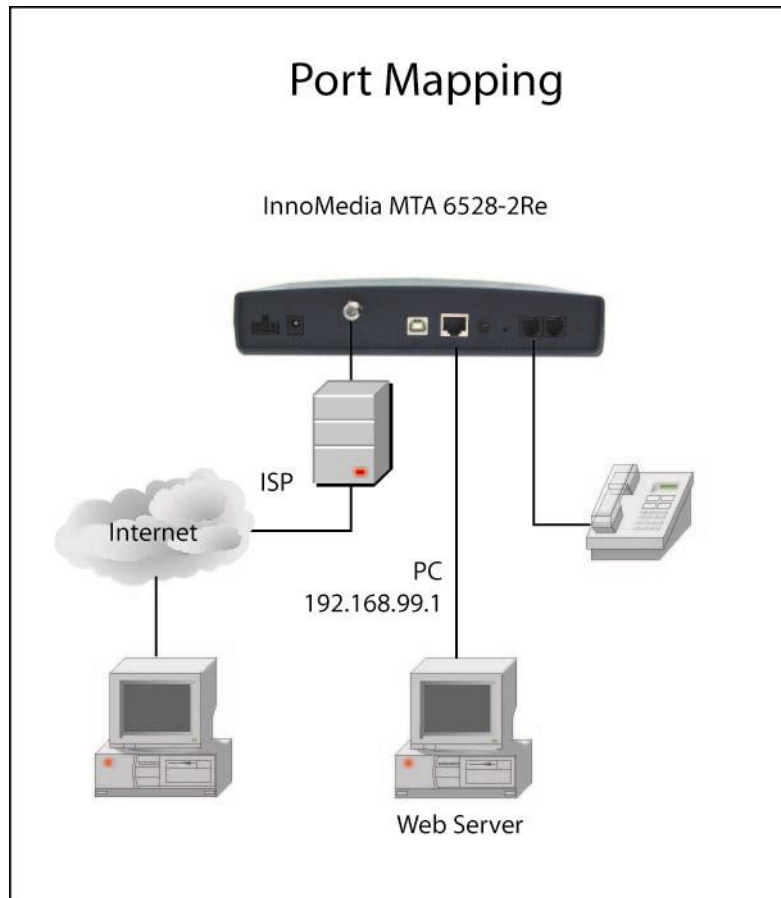 Port Mapping
InnoMedia MTA 6528-2Re
ISP
Internet
PC
192.168.99.1
Web Server